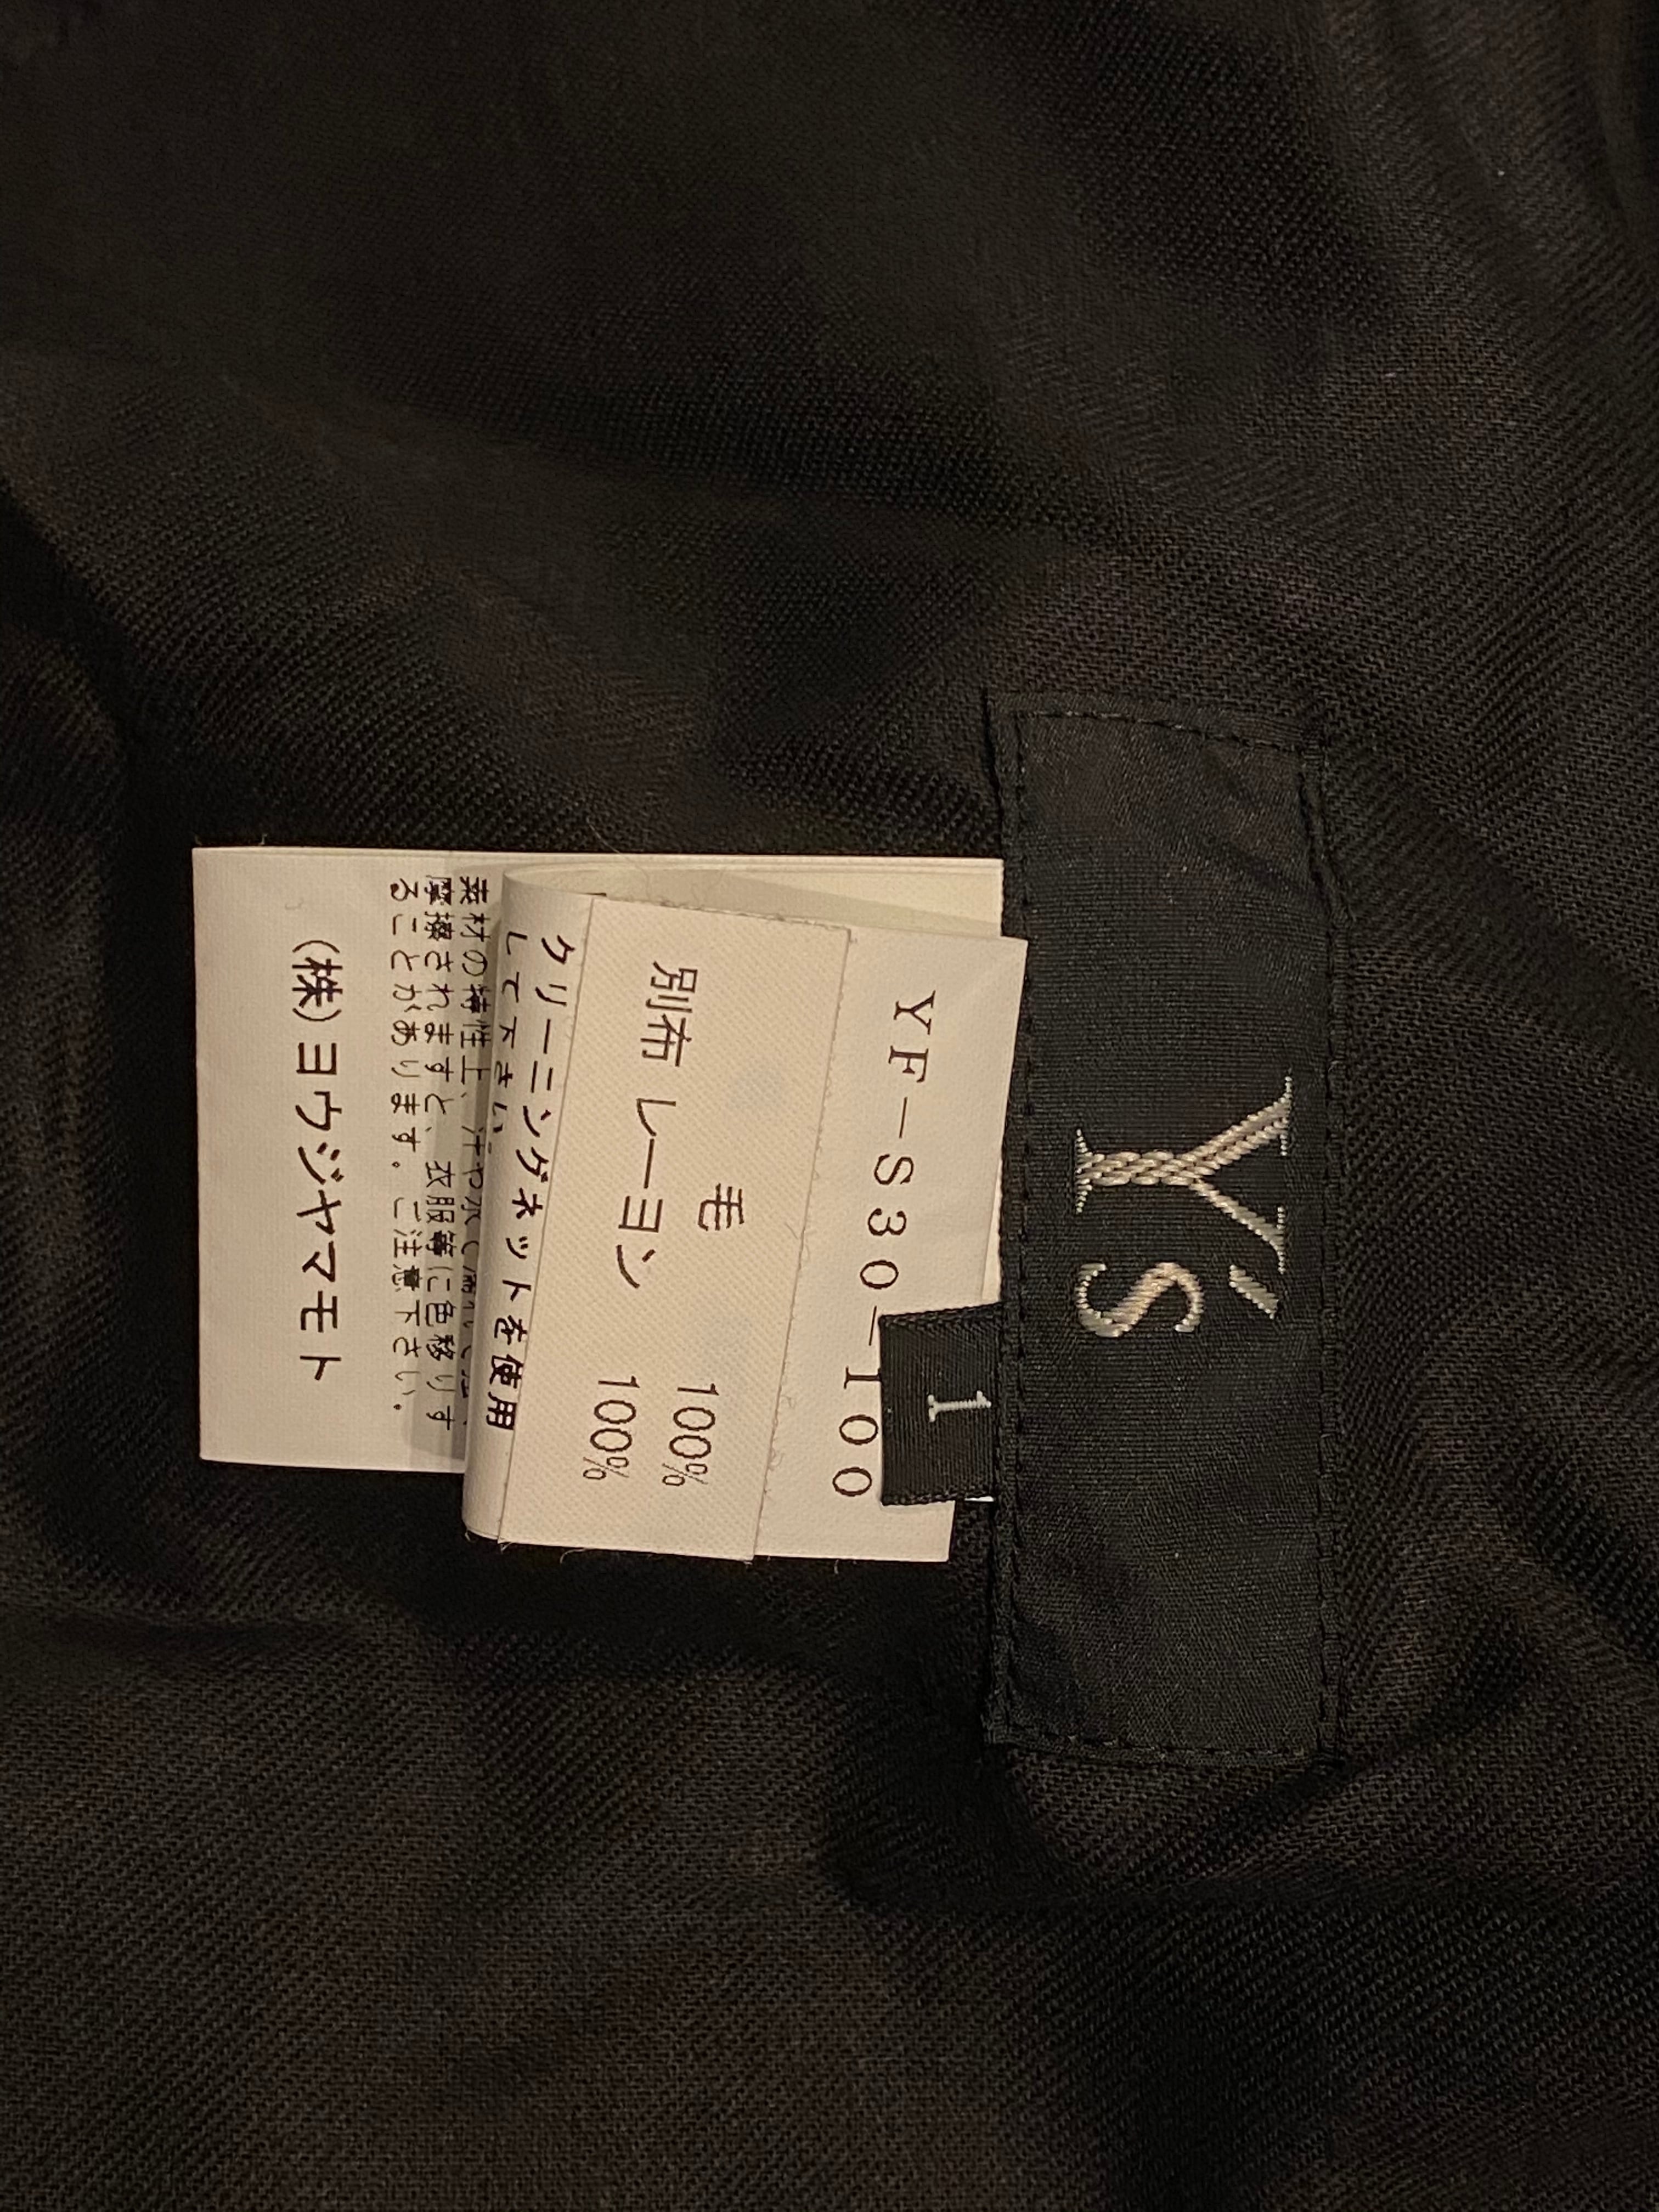 Y's
1
YF-S30-100
毛 100%
別布 レーヨン 100%
クリーニングネットを使用
して下さい
素材の特性上、汗や水で
摩擦されますと、衣服等に色移りす
ることがあります。ご注意下さい。
(株)ヨウジヤマモト